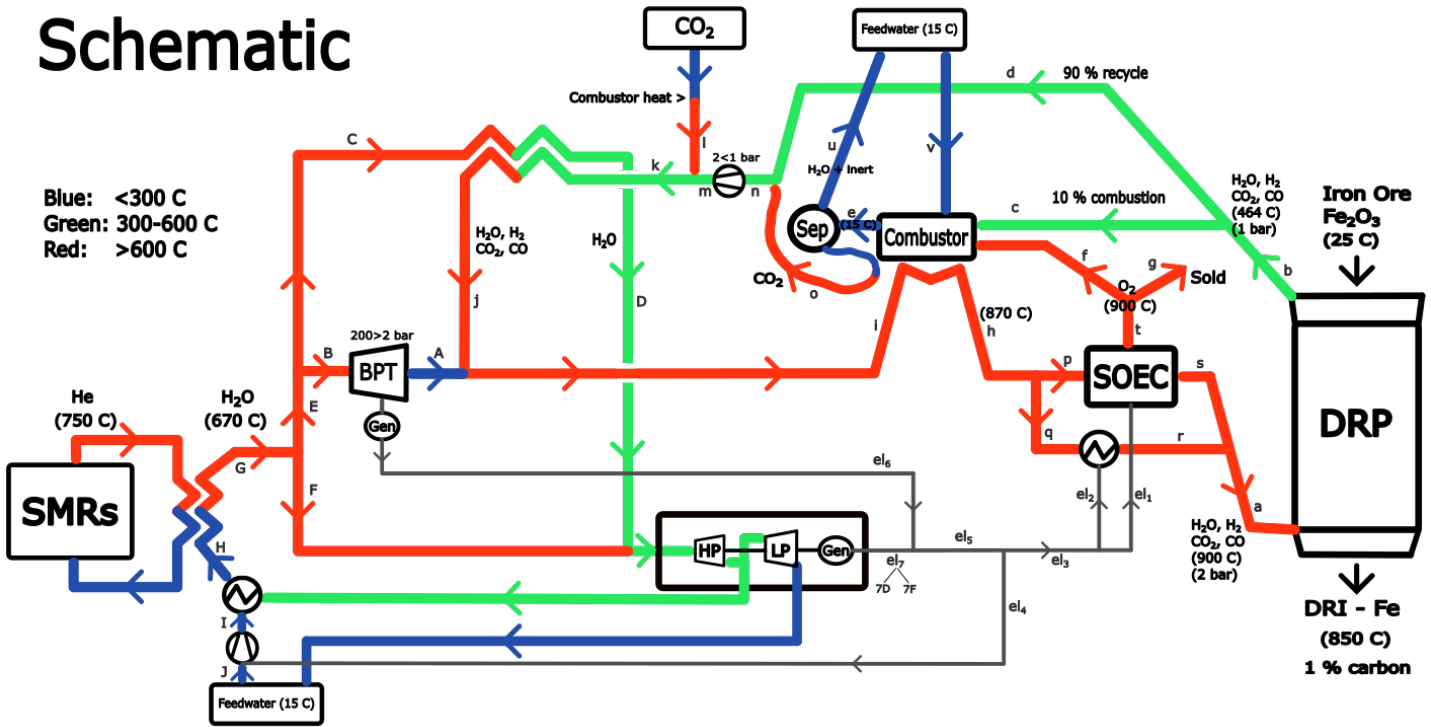 Schematic
CO₂
Feedwater (15 C)
d
90 % recycle
Combustor heat >
l
u
v
C
2<1 bar
k
m
n
H₂O + Inert
Blue: <300 C
Green: 300-600 C
Red: >600 C
H₂O, H₂
CO₂, CO
H₂O
j
D
Sep
e
(15 C)
Combustor
c
10 % combustion
H₂O, H₂
CO₂, CO
(464 C)
(1 bar)
Iron Ore
Fe₂O₃
(25 C)
CO₂
o
f
g
Sold
O₂
(900 C)
t
b
i
h
(870 C)
200>2 bar
B
BPT
A
E
Gen
p
SOEC
s
DRP
He
(750 C)
H₂O
(670 C)
G
F
SMRs
q
r
el₆
el₂
el₁
a
H₂O, H₂
CO₂, CO
(900 C)
(2 bar)
H
HP
LP
Gen
el₇
7D
7F
el₅
el₃
el₄
I
J
Feedwater (15 C)
DRI - Fe
(850 C)
1 % carbon